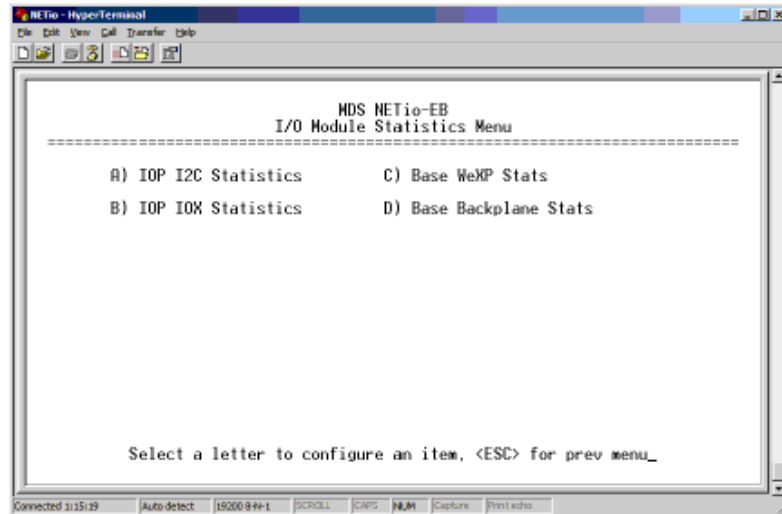 NETio - HyperTerminal
File Edit View Call Transfer Help
MDS NETio-EB
I/O Module Statistics Menu
==========================================================================
A) IOP I2C Statistics C) Base WeXP Stats
B) IOP IOX Statistics D) Base Backplane Stats
Select a letter to configure an item, <ESC> for prev menu_
Connected 1:15:19 Auto detect 19200 8-N-1 SCROLL CAPS NUM Capture Print echo